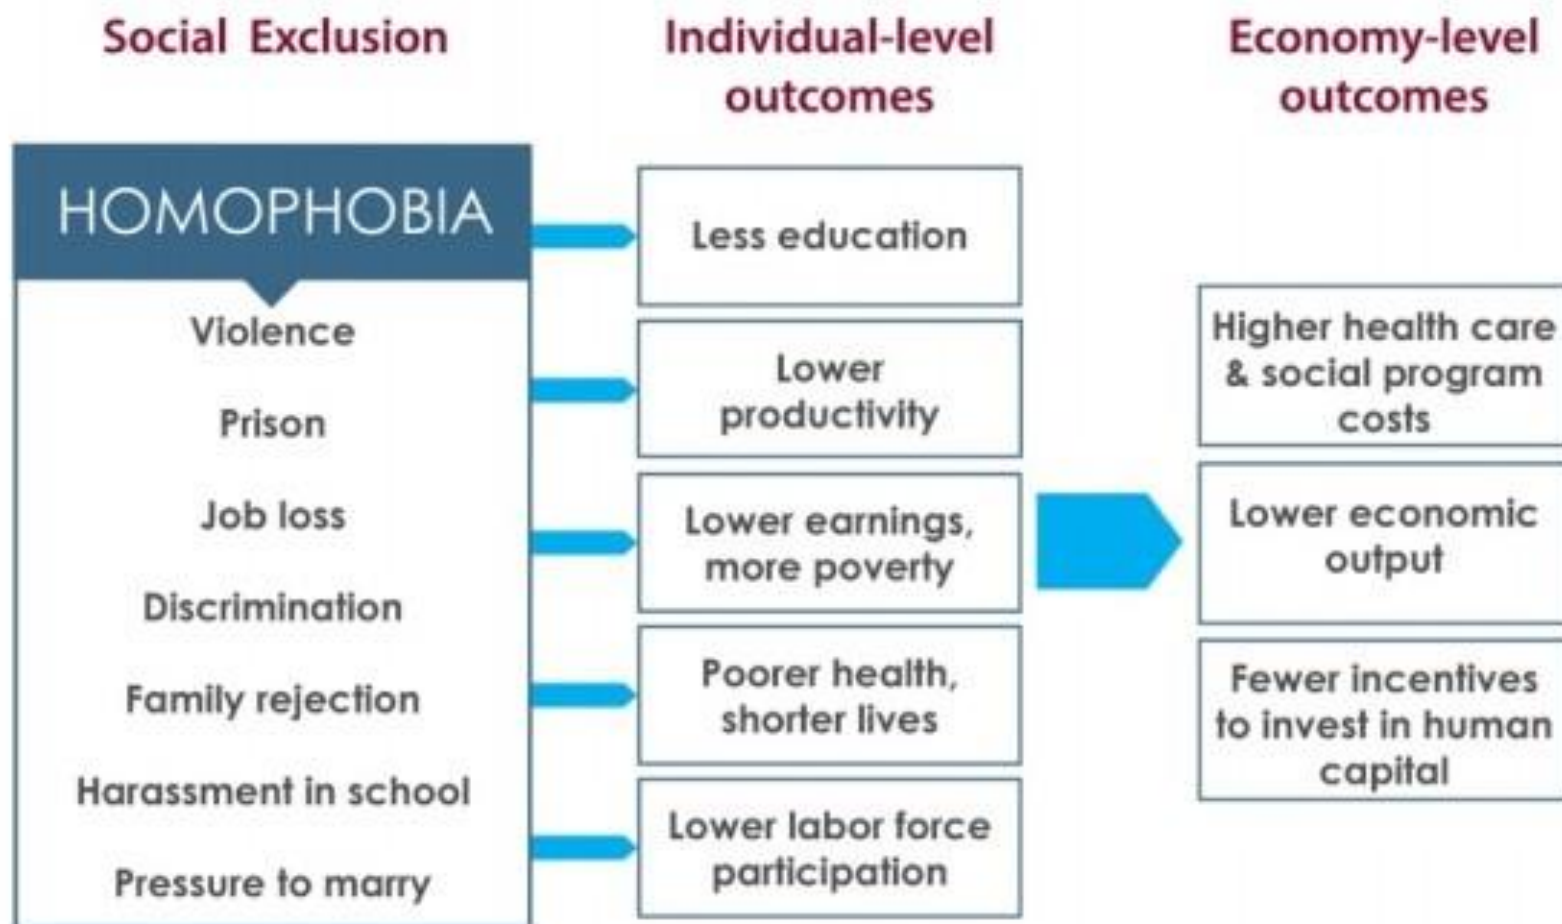 Social Exclusion
HOMOPHOBIA
Violence
Prison
Job loss
Discrimination
Family rejection
Harassment in school
Pressure to marry
Individual-level
outcomes
Less education
Lower
productivity
Lower earnings,
more poverty
Poorer health,
shorter lives
Lower labor force
participation
Economy-level
outcomes
Higher health care
& social program
costs
Lower economic
output
Fewer incentives
to invest in human
capital